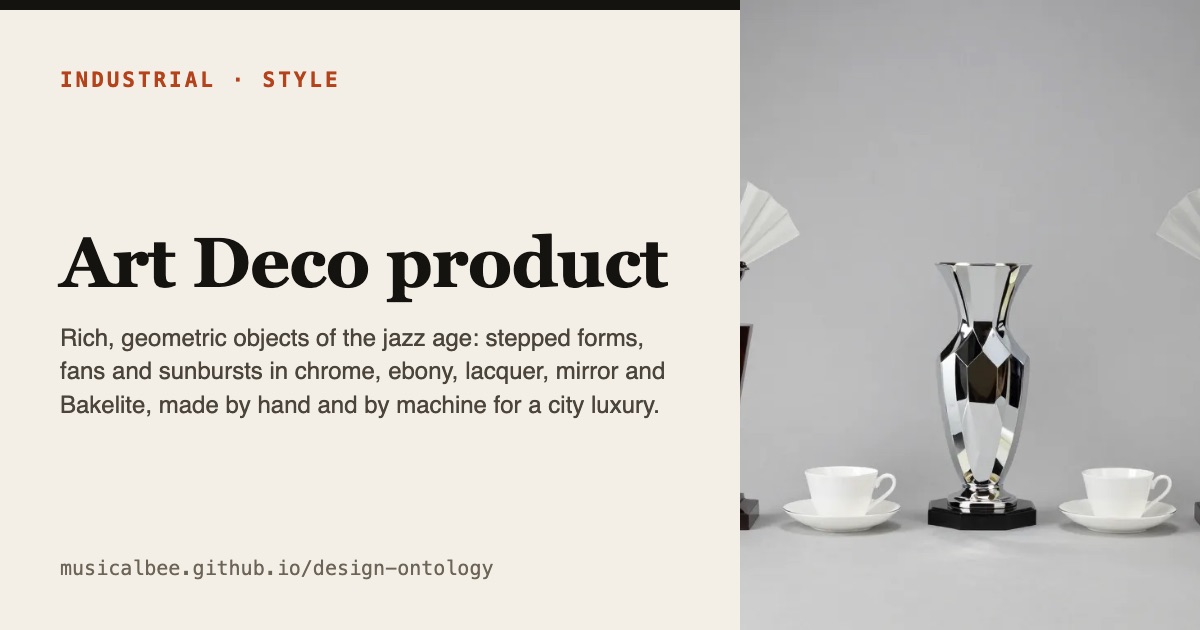 INDUSTRIAL · STYLE
Art Deco product
Rich, geometric objects of the jazz age: stepped forms,
fans and sunbursts in chrome, ebony, lacquer, mirror and
Bakelite, made by hand and by machine for a city luxury.
musicalbee.github.io/design-ontology